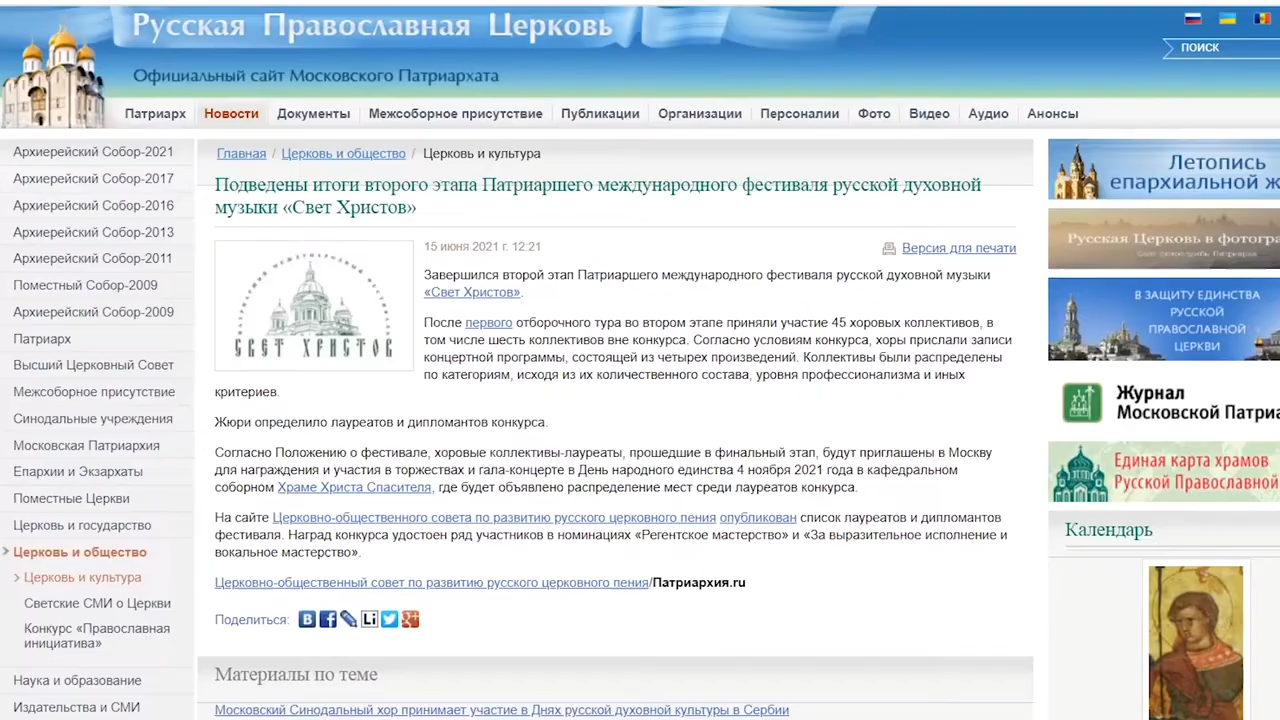 Русская Православная Церковь
Официальный сайт Московского Патриархата
ПОИСК
Патриарх Новости Документы Межсоборное присутствие Публикации Организации Персоналии Фото Видео Аудио Анонсы
Архиерейский Собор-2021
Архиерейский Собор-2017
Архиерейский Собор-2016
Архиерейский Собор-2013
Архиерейский Собор-2011
Поместный Собор-2009
Архиерейский Собор-2009
Патриарх
Высший Церковный Совет
Межсоборное присутствие
Синодальные учреждения
Московская Патриархия
Епархии и Экзархаты
Поместные Церкви
Церковь и государство
Церковь и общество
Церковь и культура
Светские СМИ о Церкви
Конкурс «Православная
инициатива»
Наука и образование
Издательства и СМИ
Главная / Церковь и общество / Церковь и культура
Подведены итоги второго этапа Патриаршего международного фестиваля русской духовной
музыки «Свет Христов»
СВЕТ ХРИСТОВ
15 июня 2021 г. 12:21
Версия для печати
Завершился второй этап Патриаршего международного фестиваля русской духовной музыки
«Свет Христов».
После первого отборочного тура во втором этапе приняли участие 45 хоровых коллективов, в
том числе шесть коллективов вне конкурса. Согласно условиям конкурса, хоры прислали записи
концертной программы, состоящей из четырех произведений. Коллективы были распределены
по категориям, исходя из их количественного состава, уровня профессионализма и иных
критериев.
Жюри определило лауреатов и дипломантов конкурса.
Согласно Положению о фестивале, хоровые коллективы-лауреаты, прошедшие в финальный этап, будут приглашены в Москву
для награждения и участия в торжествах и гала-концерте в День народного единства 4 ноября 2021 года в кафедральном
соборном Храме Христа Спасителя, где будет объявлено распределение мест среди лауреатов конкурса.
На сайте Церковно-общественного совета по развитию русского церковного пения опубликован список лауреатов и дипломантов
фестиваля. Наград конкурса удостоен ряд участников в номинациях «Регентское мастерство» и «За выразительное исполнение и
вокальное мастерство».
Церковно-общественный совет по развитию русского церковного пения/Патриархия.ru
Поделиться:
Материалы по теме
Московский Синодальный хор принимает участие в Днях русской духовной культуры в Сербии
Летопись
епархиальной ж
Русская Церковь в фотогра
В ЗАЩИТУ ЕДИНСТВА
РУССКОЙ
ПРАВОСЛАВНОЙ
ЦЕРКВИ
Журнал
Московской Патриа
Единая карта храмов
Русской Православной
Календарь